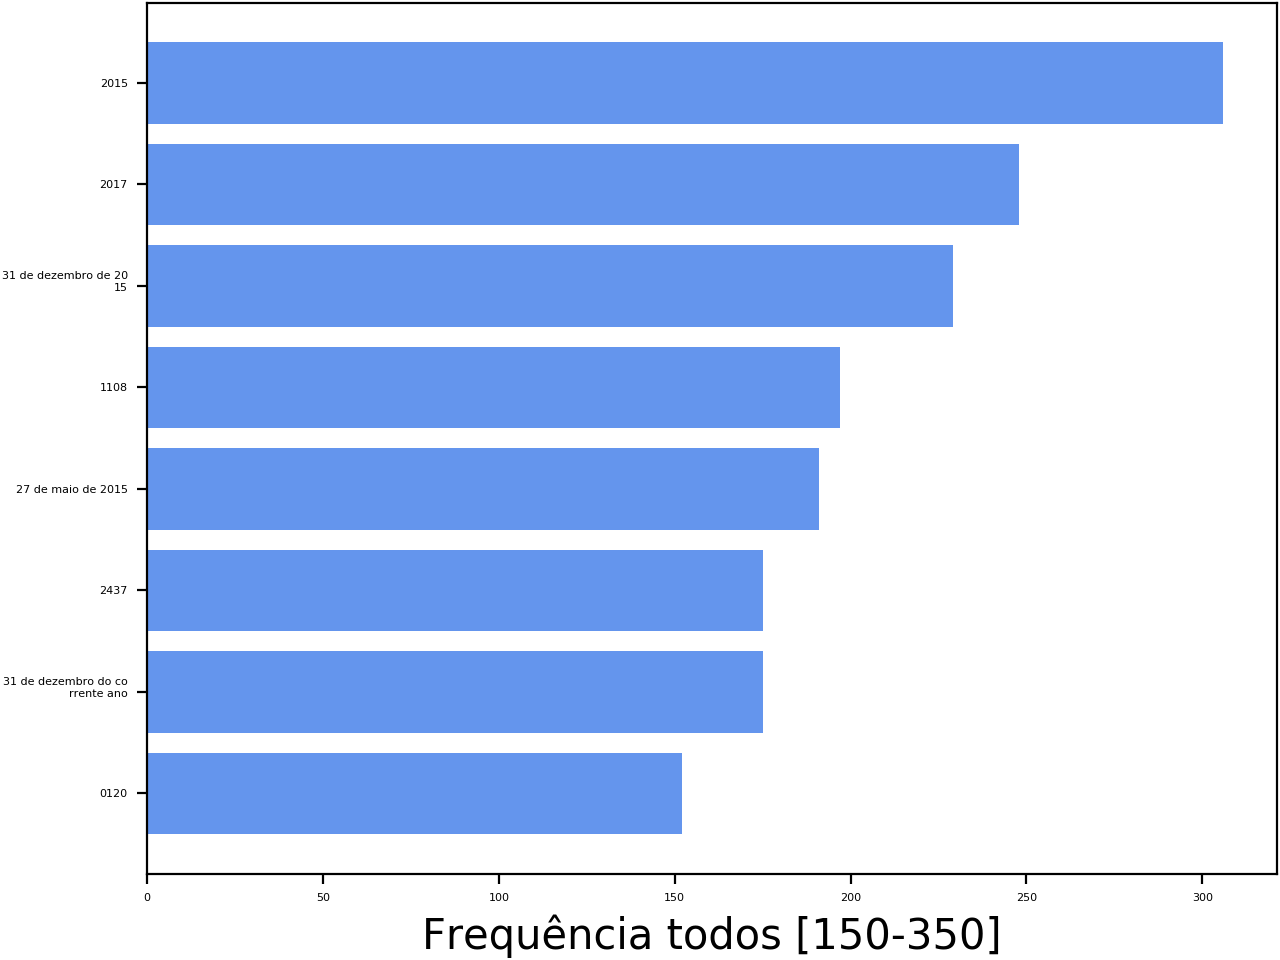 2015
2017
31 de dezembro de 20
15
1108
27 de maio de 2015
2437
31 de dezembro do co
rrente ano
0120
0 50 100 150 200 250 300
Frequência todos [150-350]